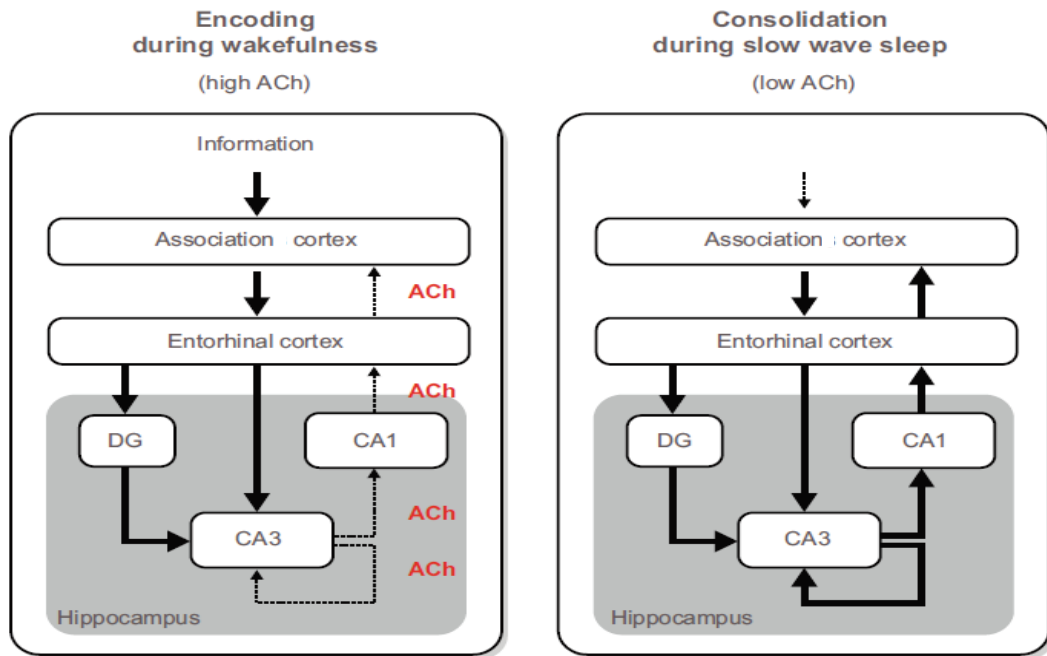 Encoding
during wakefulness
(high ACh)
Information
Association cortex
ACh
Entorhinal cortex
ACh
DG
CA1
ACh
CA3
ACh
Hippocampus
Consolidation
during slow wave sleep
(low ACh)
Association s cortex
Entorhinal cortex
DG
CA1
CA3
Hippocampus